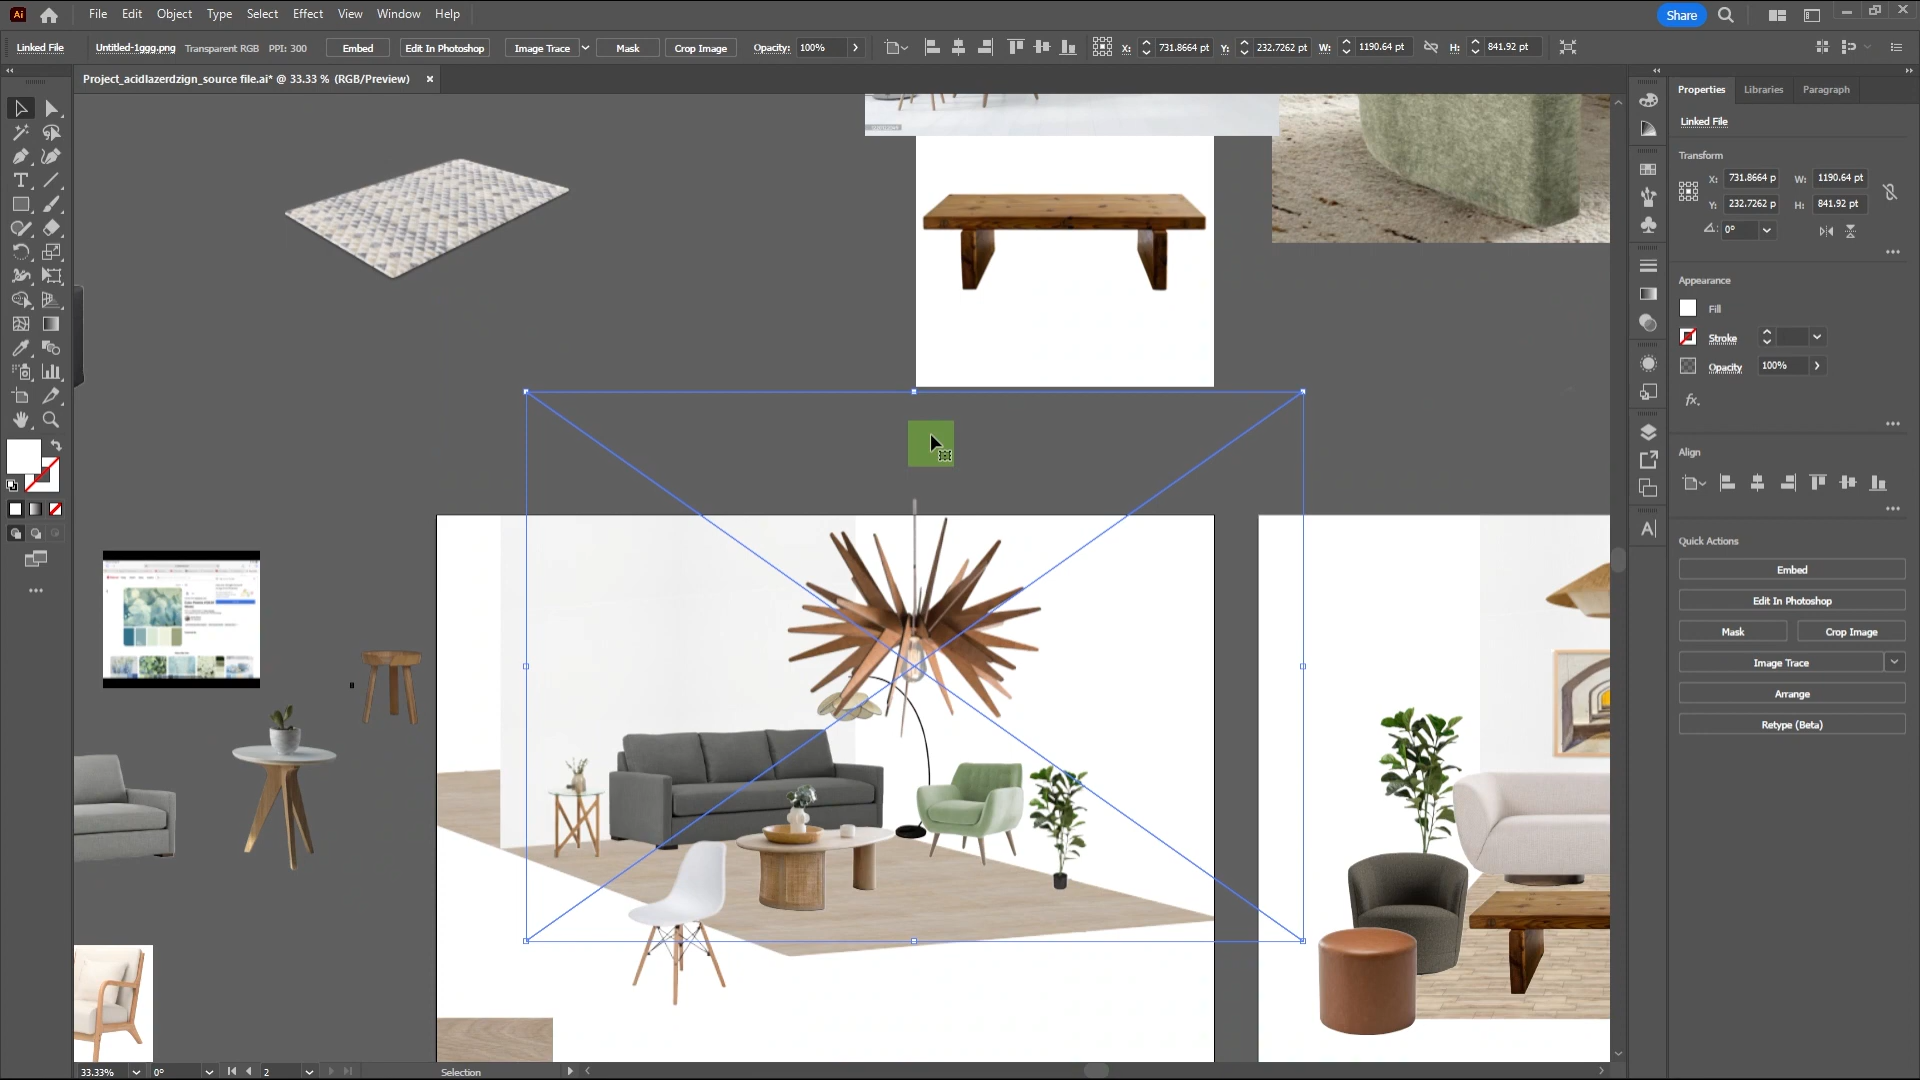 Ai File Edit Object Type Select Effect View Window Help Share
Linked File Untitled-1ggg.png Transparent RGB PPI: 300 Embed Edit In Photoshop Image Trace Mask Crop Image Opacity: 100% X: 731.8664 pt Y: 232.7262 pt W: 1190.64 pt H: 841.92 pt
Project_acidlazerdzign_source file.ai* @ 33.33 % (RGB/Preview) ×
Properties Libraries Paragraph
Linked File
Transform
X: 731.8664 p W: 1190.64 pt
Y: 232.7262 p H: 841.92 pt
0°
Appearance
Fill
Stroke
Opacity 100%
fx.
Align
Quick Actions
Embed
Edit In Photoshop
Mask Crop Image
Image Trace
Arrange
Retype (Beta)
33.33% 0° 2 Selection